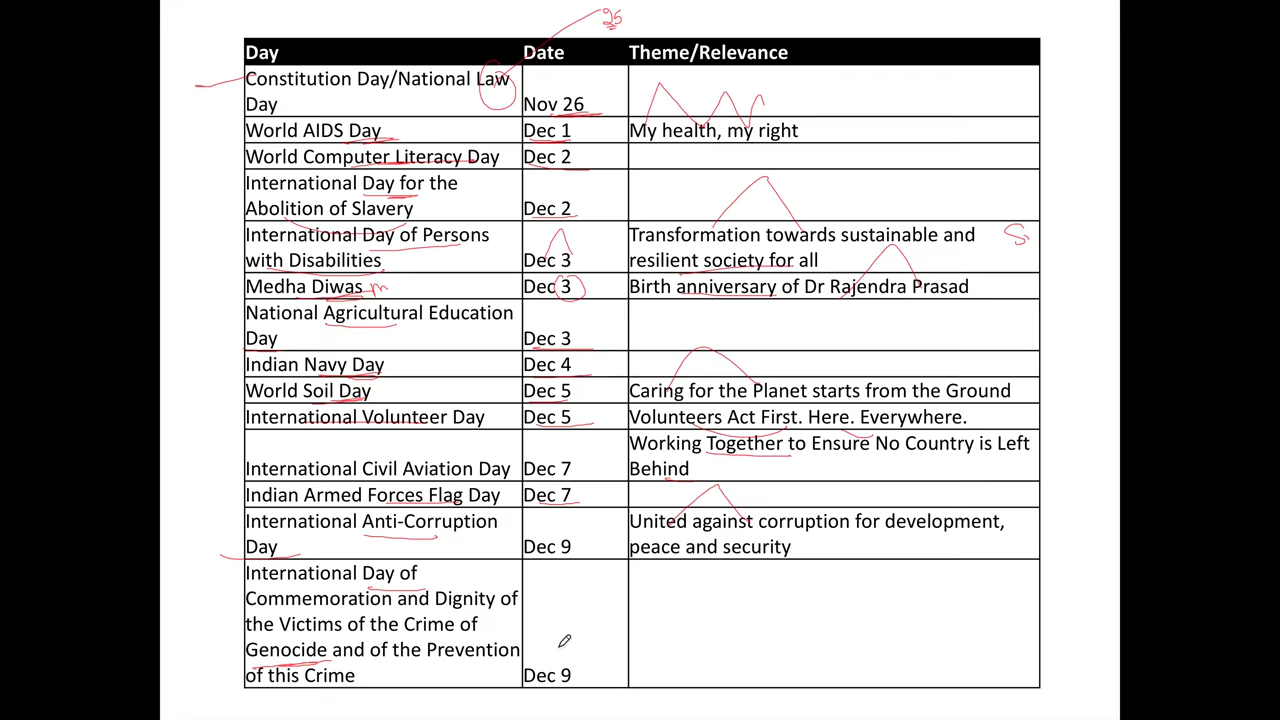 25
Day Date Theme/Relevance
Constitution Day/National Law
Day Nov 26
World AIDS Day Dec 1 My health, my right
World Computer Literacy Day Dec 2
International Day for the
Abolition of Slavery Dec 2
International Day of Persons Transformation towards sustainable and
with Disabilities Dec 3 resilient society for all
Medha Diwas Dec 3 Birth anniversary of Dr Rajendra Prasad
National Agricultural Education
Day Dec 3
Indian Navy Day Dec 4
World Soil Day Dec 5 Caring for the Planet starts from the Ground
International Volunteer Day Dec 5 Volunteers Act First. Here. Everywhere.
Working Together to Ensure No Country is Left
International Civil Aviation Day Dec 7 Behind
Indian Armed Forces Flag Day Dec 7
International Anti-Corruption United against corruption for development,
Day Dec 9 peace and security
International Day of
Commemoration and Dignity of
the Victims of the Crime of
Genocide and of the Prevention
of this Crime Dec 9